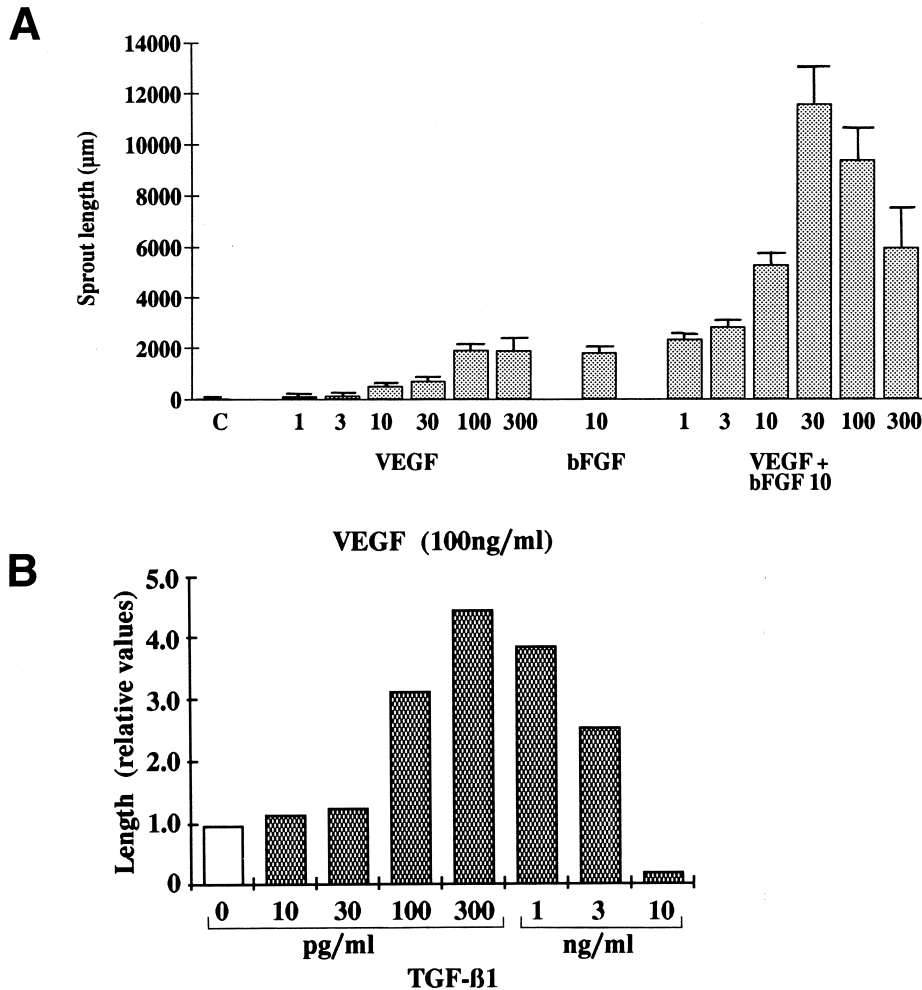 A
14000
12000
10000
8000
6000
4000
2000
0
Sprout length (µm)
C 1 3 10 30 100 300 10 1 3 10 30 100 300
VEGF bFGF VEGF +
bFGF 10
B
VEGF (100ng/ml)
5.0
4.0
3.0
2.0
1.0
0
Length (relative values)
0 10 30 100 300 1 3 10
pg/ml ng/ml
TGF-ß1